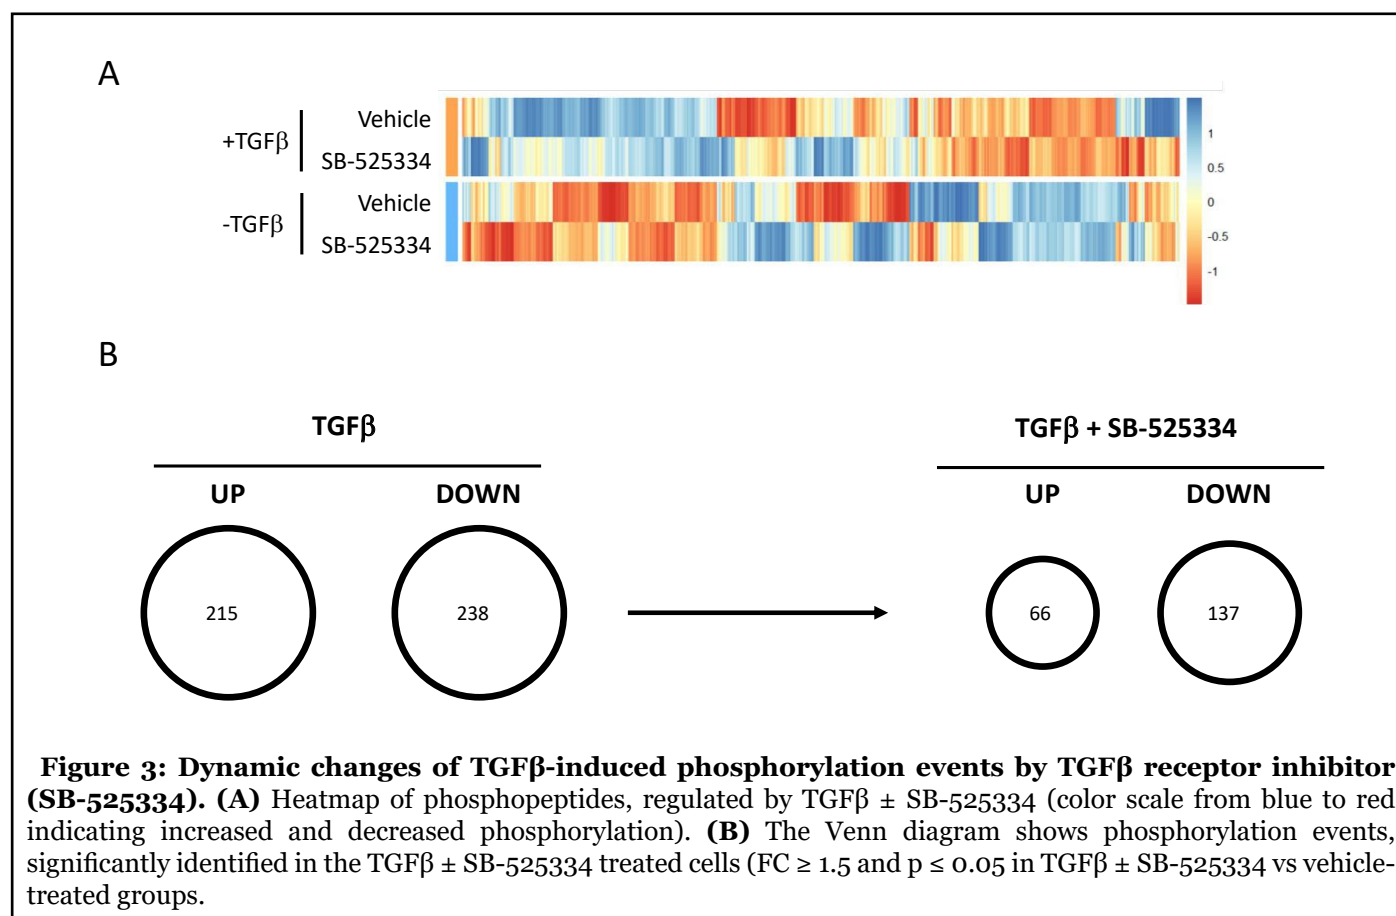 A
+TGFβ
Vehicle
SB-525334
-TGFβ
Vehicle
SB-525334
1
0.5
0
-0.5
-1
B
TGFβ
UP DOWN
215 238
TGFβ + SB-525334
UP DOWN
66 137
Figure 3: Dynamic changes of TGFβ-induced phosphorylation events by TGFβ receptor inhibitor
(SB-525334). (A) Heatmap of phosphopeptides, regulated by TGFβ ± SB-525334 (color scale from blue to red
indicating increased and decreased phosphorylation). (B) The Venn diagram shows phosphorylation events,
significantly identified in the TGFβ ± SB-525334 treated cells (FC ≥ 1.5 and p ≤ 0.05 in TGFβ ± SB-525334 vs vehicle-
treated groups.